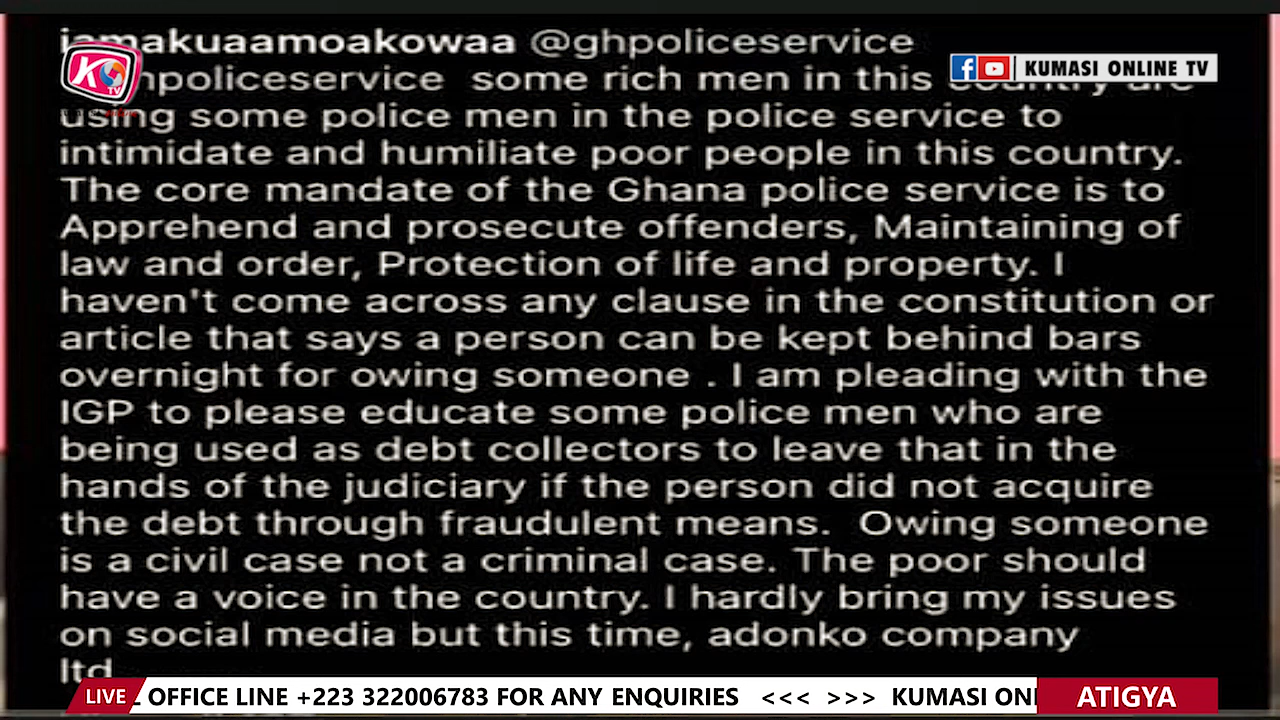 iamakuaamoakowaa @ghpoliceservice
hpoliceservice some rich men in this country are
using some police men in the police service to
intimidate and humiliate poor people in this country.
The core mandate of the Ghana police service is to
Apprehend and prosecute offenders, Maintaining of
law and order, Protection of life and property. I
haven't come across any clause in the constitution or
article that says a person can be kept behind bars
overnight for owing someone . I am pleading with the
IGP to please educate some police men who are
being used as debt collectors to leave that in the
hands of the judiciary if the person did not acquire
the debt through fraudulent means. Owing someone
is a civil case not a criminal case. The poor should
have a voice in the country. I hardly bring my issues
on social media but this time, adonko company
ltd
K TV
KUMASI ONLINE TV
LIVE
OFFICE LINE +223 322006783 FOR ANY ENQUIRIES <<< >>> KUMASI ONL
ATIGYA